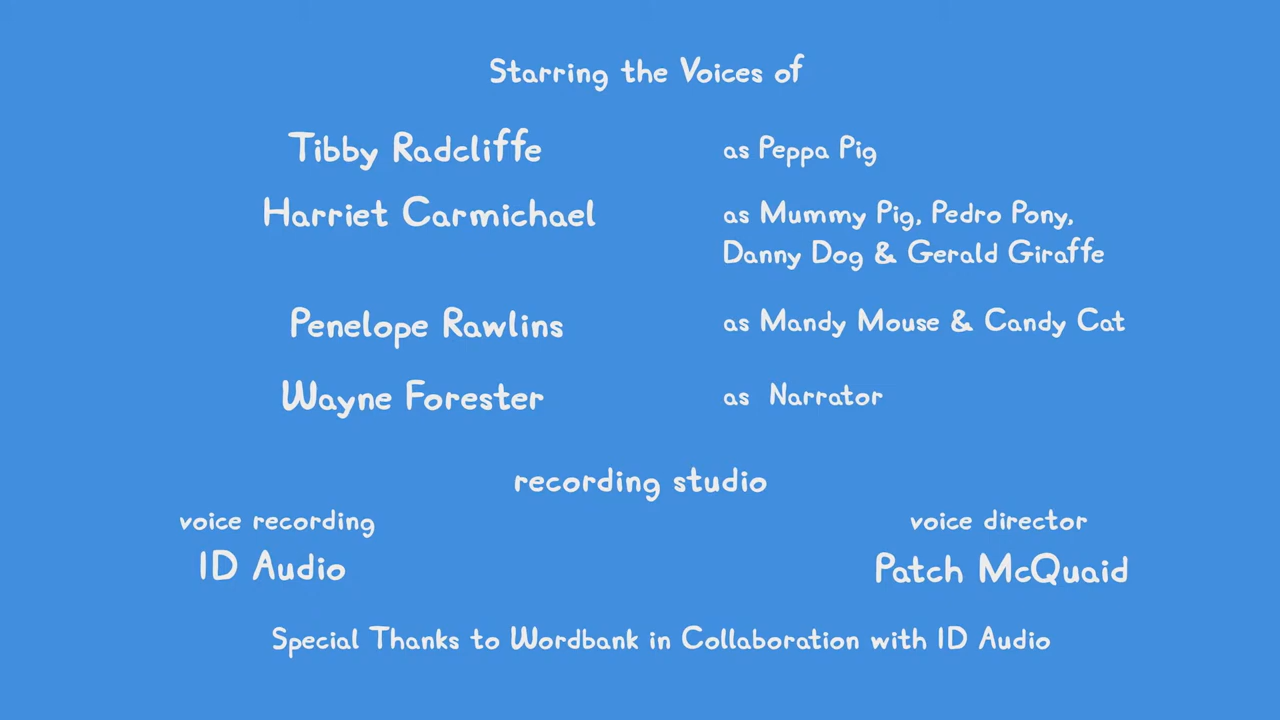 Starring the Voices of
Tibby Radcliffe as Peppa Pig
Harriet Carmichael as Mummy Pig, Pedro Pony,
Danny Dog & Gerald Giraffe
Penelope Rawlins as Mandy Mouse & Candy Cat
Wayne Forester as Narrator
recording studio
voice recording voice director
ID Audio Patch McQuaid
Special Thanks to Wordbank in Collaboration with ID Audio